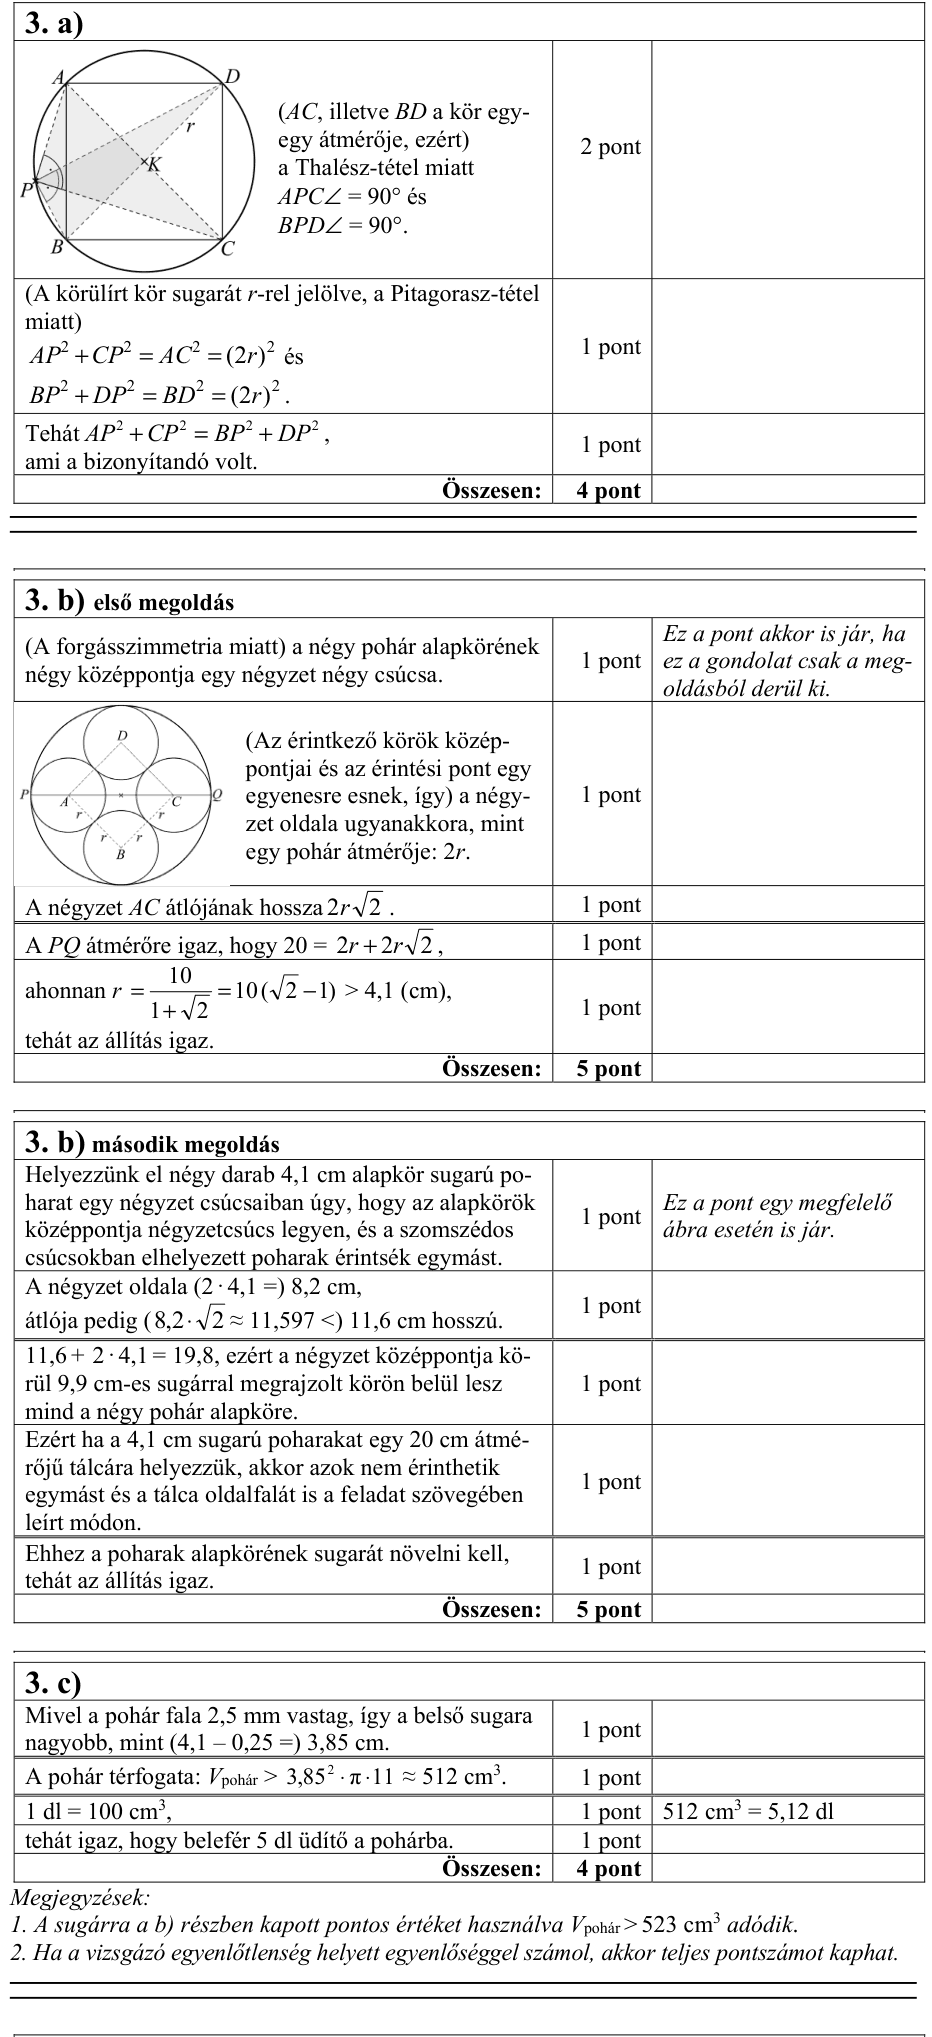 3. a)
A
D
r
K
P
B
C
(AC, illetve BD a kör egy-
egy átmérője, ezért)
a Thalész-tétel miatt
APC∠ = 90° és
BPD∠ = 90°.
2 pont
(A körülírt kör sugarát r-rel jelölve, a Pitagorasz-tétel
miatt)
AP² + CP² = AC² = (2r)² és
BP² + DP² = BD² = (2r)².
1 pont
Tehát AP² + CP² = BP² + DP²,
ami a bizonyítandó volt.
1 pont
Összesen: 4 pont
3. b) első megoldás
(A forgásszimmetria miatt) a négy pohár alapkörének
négy középpontja egy négyzet négy csúcsa.
1 pont
Ez a pont akkor is jár, ha
ez a gondolat csak a meg-
oldásból derül ki.
D
P
A
C
Q
r
r
r
r
B
(Az érintkező körök közép-
pontjai és az érintési pont egy
egyenesre esnek, így) a négy-
zet oldala ugyanakkora, mint
egy pohár átmérője: 2r.
1 pont
A négyzet AC átlójának hossza 2r√2 .
1 pont
A PQ átmérőre igaz, hogy 20 = 2r + 2r√2 ,
1 pont
ahonnan r = 10/(1+√2) = 10(√2 −1) > 4,1 (cm),
tehát az állítás igaz.
1 pont
Összesen: 5 pont
3. b) második megoldás
Helyezzünk el négy darab 4,1 cm alapkör sugarú po-
harat egy négyzet csúcsaiban úgy, hogy az alapkörök
középpontja négyzetcsúcs legyen, és a szomszédos
csúcsokban elhelyezett poharak érintsék egymást.
1 pont
Ez a pont egy megfelelő
ábra esetén is jár.
A négyzet oldala (2 · 4,1 =) 8,2 cm,
átlója pedig (8,2 · √2 ≈ 11,597 <) 11,6 cm hosszú.
1 pont
11,6 + 2 · 4,1 = 19,8, ezért a négyzet középpontja kö-
rül 9,9 cm-es sugárral megrajzolt körön belül lesz
mind a négy pohár alapköre.
1 pont
Ezért ha a 4,1 cm sugarú poharakat egy 20 cm átmé-
rőjű tálcára helyezzük, akkor azok nem érinthetik
egymást és a tálca oldalfalát is a feladat szövegében
leírt módon.
1 pont
Ehhez a poharak alapkörének sugarát növelni kell,
tehát az állítás igaz.
1 pont
Összesen: 5 pont
3. c)
Mivel a pohár fala 2,5 mm vastag, így a belső sugara
nagyobb, mint (4,1 – 0,25 =) 3,85 cm.
1 pont
A pohár térfogata: Vpohár > 3,85² · π · 11 ≈ 512 cm³.
1 pont
1 dl = 100 cm³,
1 pont
512 cm³ = 5,12 dl
tehát igaz, hogy belefér 5 dl üdítő a pohárba.
1 pont
Összesen: 4 pont
Megjegyzések:
1. A sugárra a b) részben kapott pontos értéket használva Vpohár > 523 cm³ adódik.
2. Ha a vizsgázó egyenlőtlenség helyett egyenlőséggel számol, akkor teljes pontszámot kaphat.